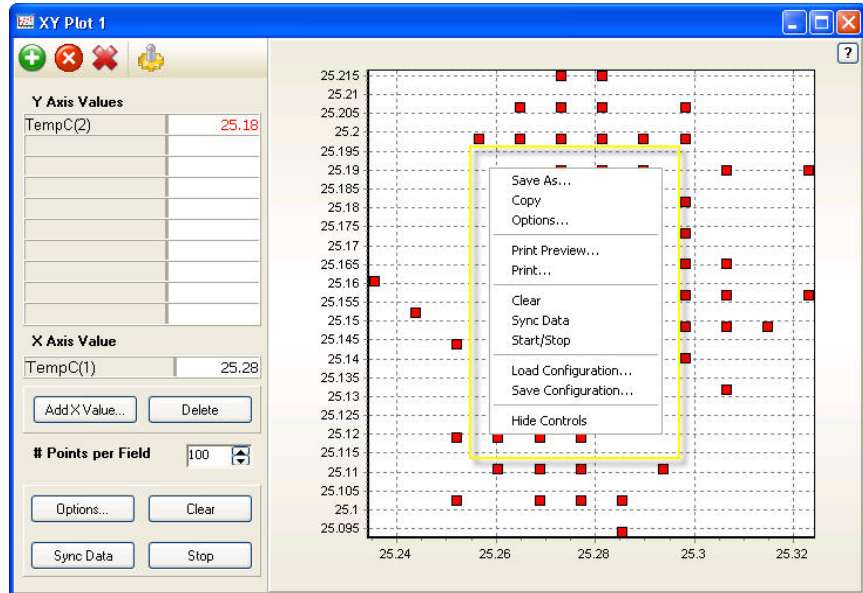 XY Plot 1
?
Y Axis Values
TempC(2) 25.18
X Axis Value
TempC(1) 25.28
Add X Value... Delete
# Points per Field 100
Options... Clear
Sync Data Stop
25.215
25.21
25.205
25.2
25.195
25.19
25.185
25.18
25.175
25.17
25.165
25.16
25.155
25.15
25.145
25.14
25.135
25.13
25.125
25.12
25.115
25.11
25.105
25.1
25.095
25.24 25.26 25.28 25.3 25.32
Save As...
Copy
Options...
Print Preview...
Print...
Clear
Sync Data
Start/Stop
Load Configuration...
Save Configuration...
Hide Controls